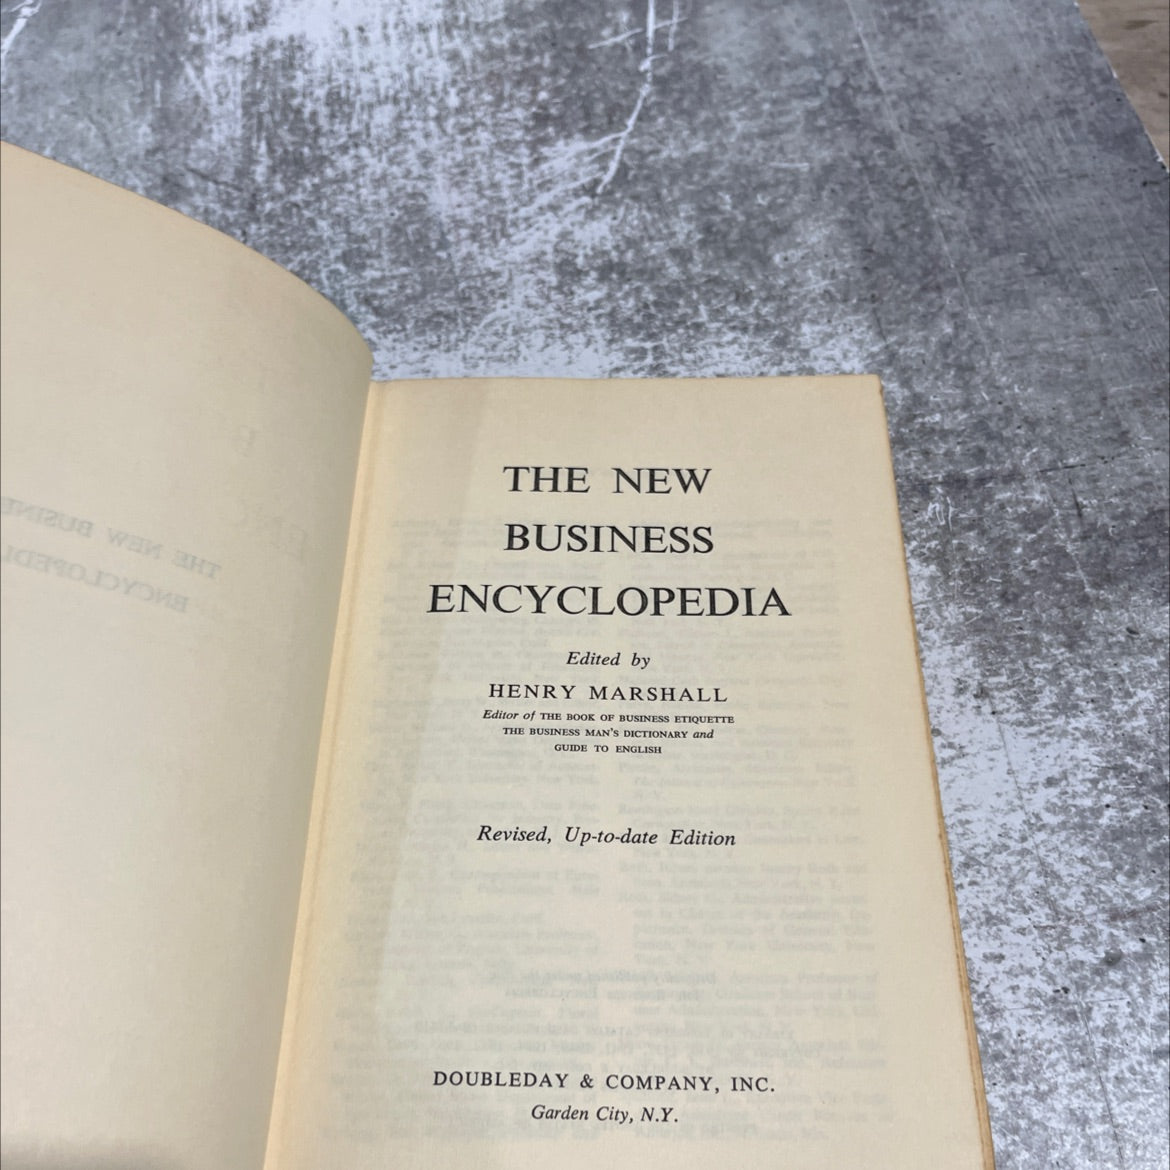 THE NEW
BUSINESS
ENCYCLOPEDIA
Edited by
HENRY MARSHALL
Editor of THE BOOK OF BUSINESS ETIQUETTE
THE BUSINESS MAN'S DICTIONARY and
GUIDE TO ENGLISH
Revised, Up-to-date Edition
DOUBLEDAY & COMPANY, INC.
Garden City, N.Y.